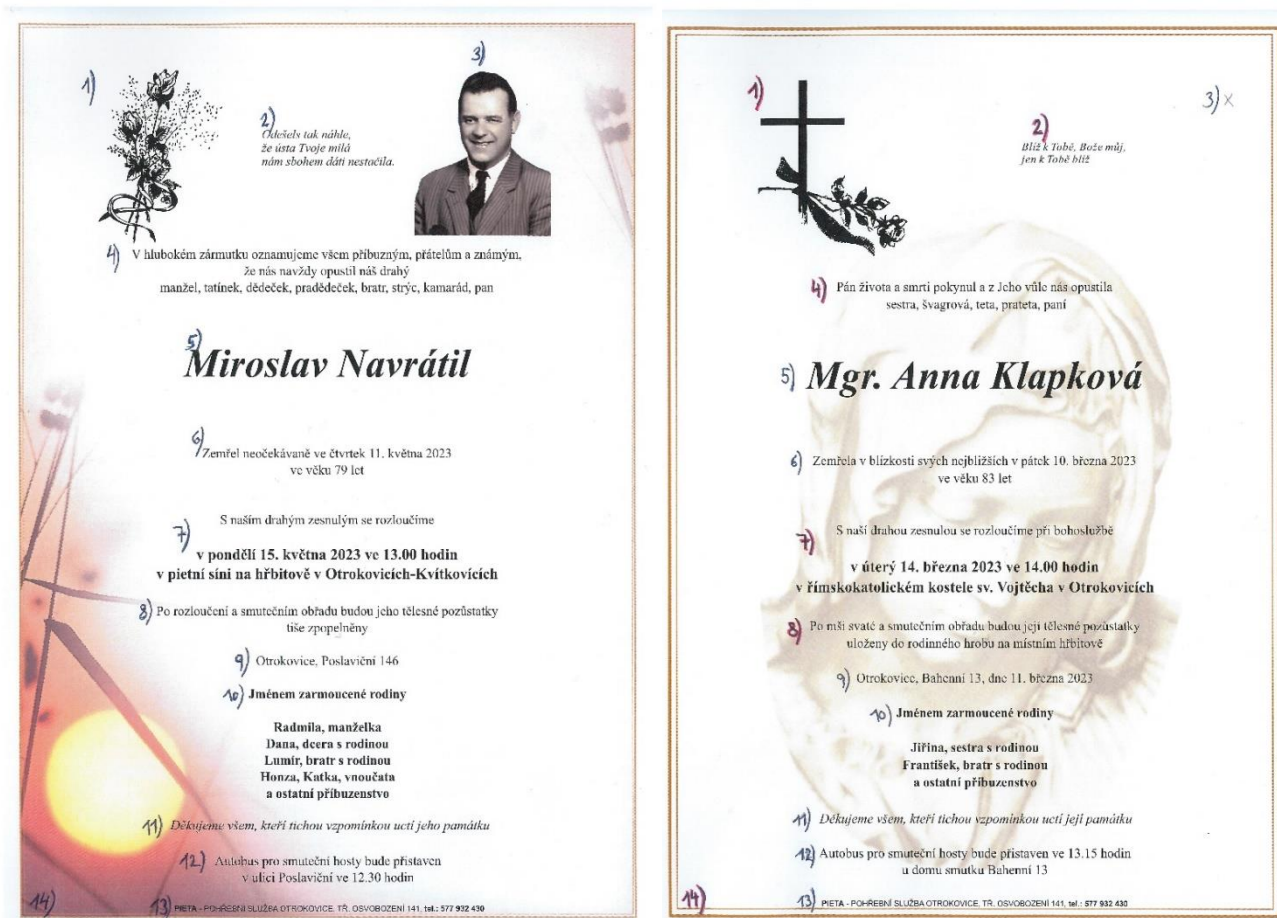 1)
2)
3)
Odešels tak náhle,
že ústa Tvoje milá
nám sbohem dáti nestačila.
4) V hlubokém zármutku oznamujeme všem příbuzným, přátelům a známým,
že nás navždy opustil náš drahý
manžel, tatínek, dědeček, pradědeček, bratr, strýc, kamarád, pan
5)
Miroslav Navrátil
6) Zemřel neočekávaně ve čtvrtek 11. května 2023
ve věku 79 let
S naším drahým zesnulým se rozloučíme
7)
v pondělí 15. května 2023 ve 13.00 hodin
v pietní síni na hřbitově v Otrokovicích-Kvítkovicích
8) Po rozloučení a smutečním obřadu budou jeho tělesné pozůstatky
tiše zpopelněny
9) Otrokovice, Poslaviční 146
10) Jménem zarmoucené rodiny
Radmila, manželka
Dana, dcera s rodinou
Lumír, bratr s rodinou
Honza, Katka, vnoučata
a ostatní příbuzenstvo
11) Děkujeme všem, kteří tichou vzpomínkou uctí jeho památku
12) Autobus pro smuteční hosty bude přistaven
v ulici Poslaviční ve 12.30 hodin
14)
13) PIETA - POHŘEBNÍ SLUŽBA OTROKOVICE, TŘ. OSVOBOZENÍ 141, tel.: 577 932 430
1)
2)
3) x
Blíž k Tobě, Bože můj,
jen k Tobě blíž
4) Pán života a smrti pokynul a z Jeho vůle nás opustila
sestra, švagrová, teta, prateta, paní
5) Mgr. Anna Klapková
6) Zemřela v blízkosti svých nejbližších v pátek 10. března 2023
ve věku 83 let
S naší drahou zesnulou se rozloučíme při bohoslužbě
7)
v úterý 14. března 2023 ve 14.00 hodin
v římskokatolickém kostele sv. Vojtěcha v Otrokovicích
8) Po mši svaté a smutečním obřadu budou její tělesné pozůstatky
uloženy do rodinného hrobu na místním hřbitově
9) Otrokovice, Bahenní 13, dne 11. března 2023
10) Jménem zarmoucené rodiny
Jiřina, sestra s rodinou
František, bratr s rodinou
a ostatní příbuzenstvo
11) Děkujeme všem, kteří tichou vzpomínkou uctí její památku
12) Autobus pro smuteční hosty bude přistaven ve 13.15 hodin
u domu smutku Bahenní 13
14)
13) PIETA - POHŘEBNÍ SLUŽBA OTROKOVICE, TŘ. OSVOBOZENÍ 141, tel.: 577 932 430